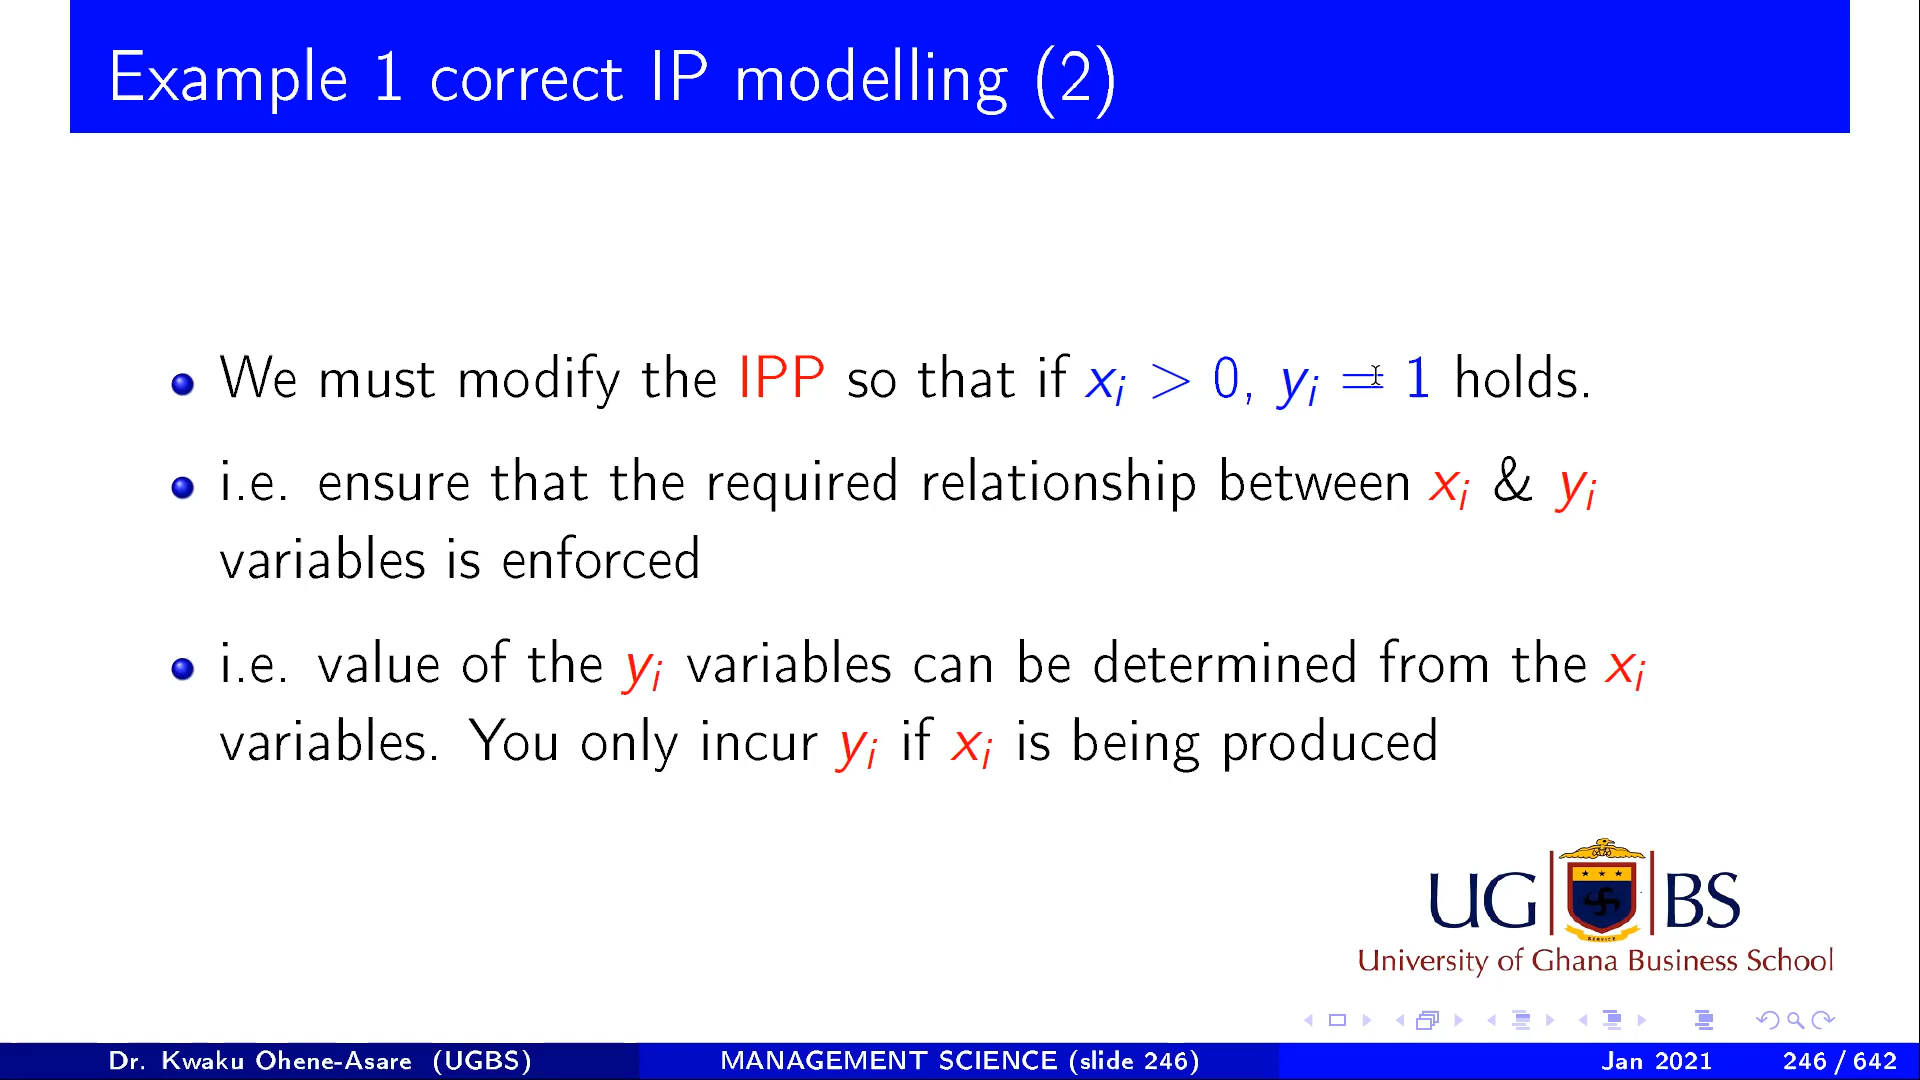 Example 1 correct IP modelling (2)
We must modify the IPP so that if xᵢ > 0, yᵢ = 1 holds.
i.e. ensure that the required relationship between xᵢ & yᵢ
variables is enforced
i.e. value of the yᵢ variables can be determined from the xᵢ
variables. You only incur yᵢ if xᵢ is being produced
UG BS
SERVICE
University of Ghana Business School
Dr. Kwaku Ohene-Asare (UGBS) MANAGEMENT SCIENCE (slide 246) Jan 2021 246 / 642